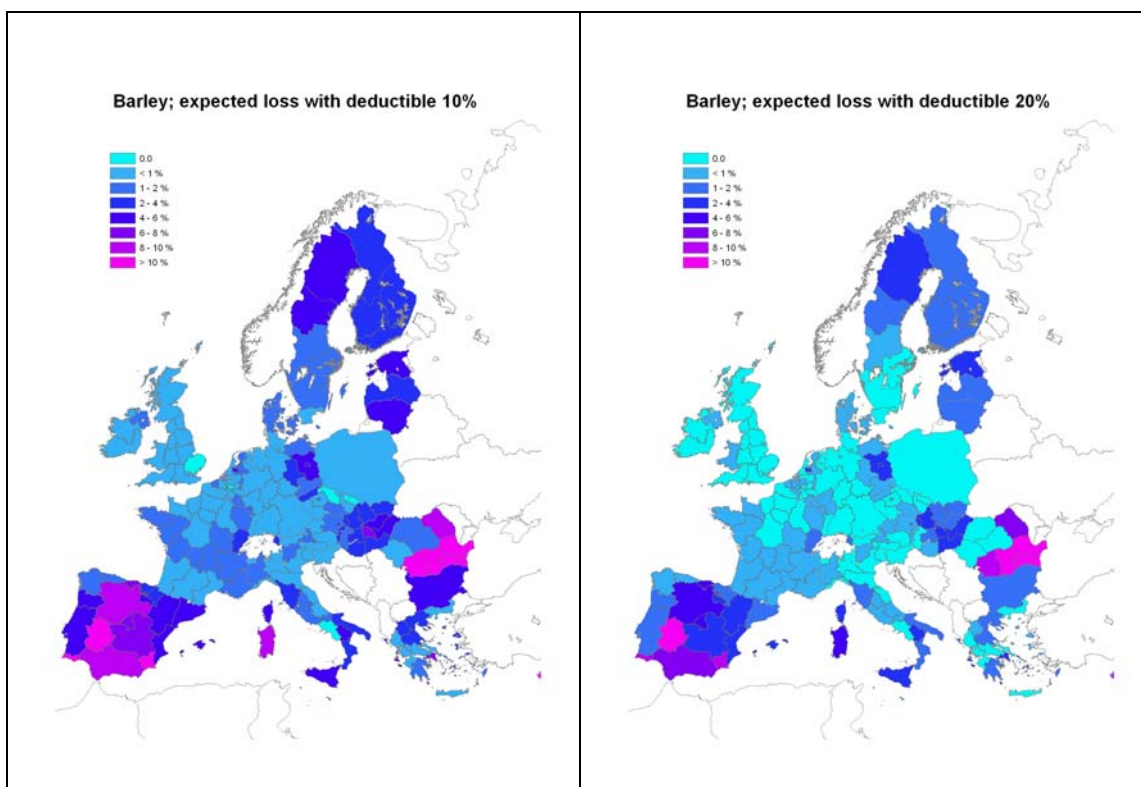 Barley; expected loss with deductible 10%
0.0
< 1 %
1 - 2 %
2 - 4 %
4 - 6 %
6 - 8 %
8 - 10 %
> 10 %
Barley; expected loss with deductible 20%
0.0
< 1 %
1 - 2 %
2 - 4 %
4 - 6 %
6 - 8 %
8 - 10 %
> 10 %